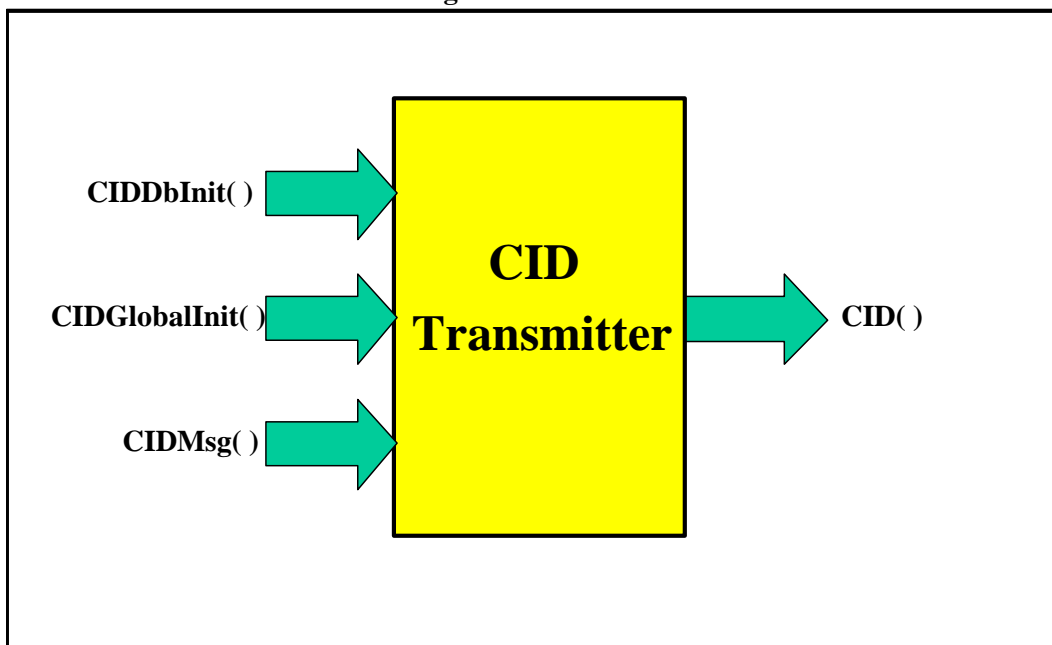 CIDDbInit( )
CIDGlobalInit( )
CIDMsg( )
CID
Transmitter
CID( )